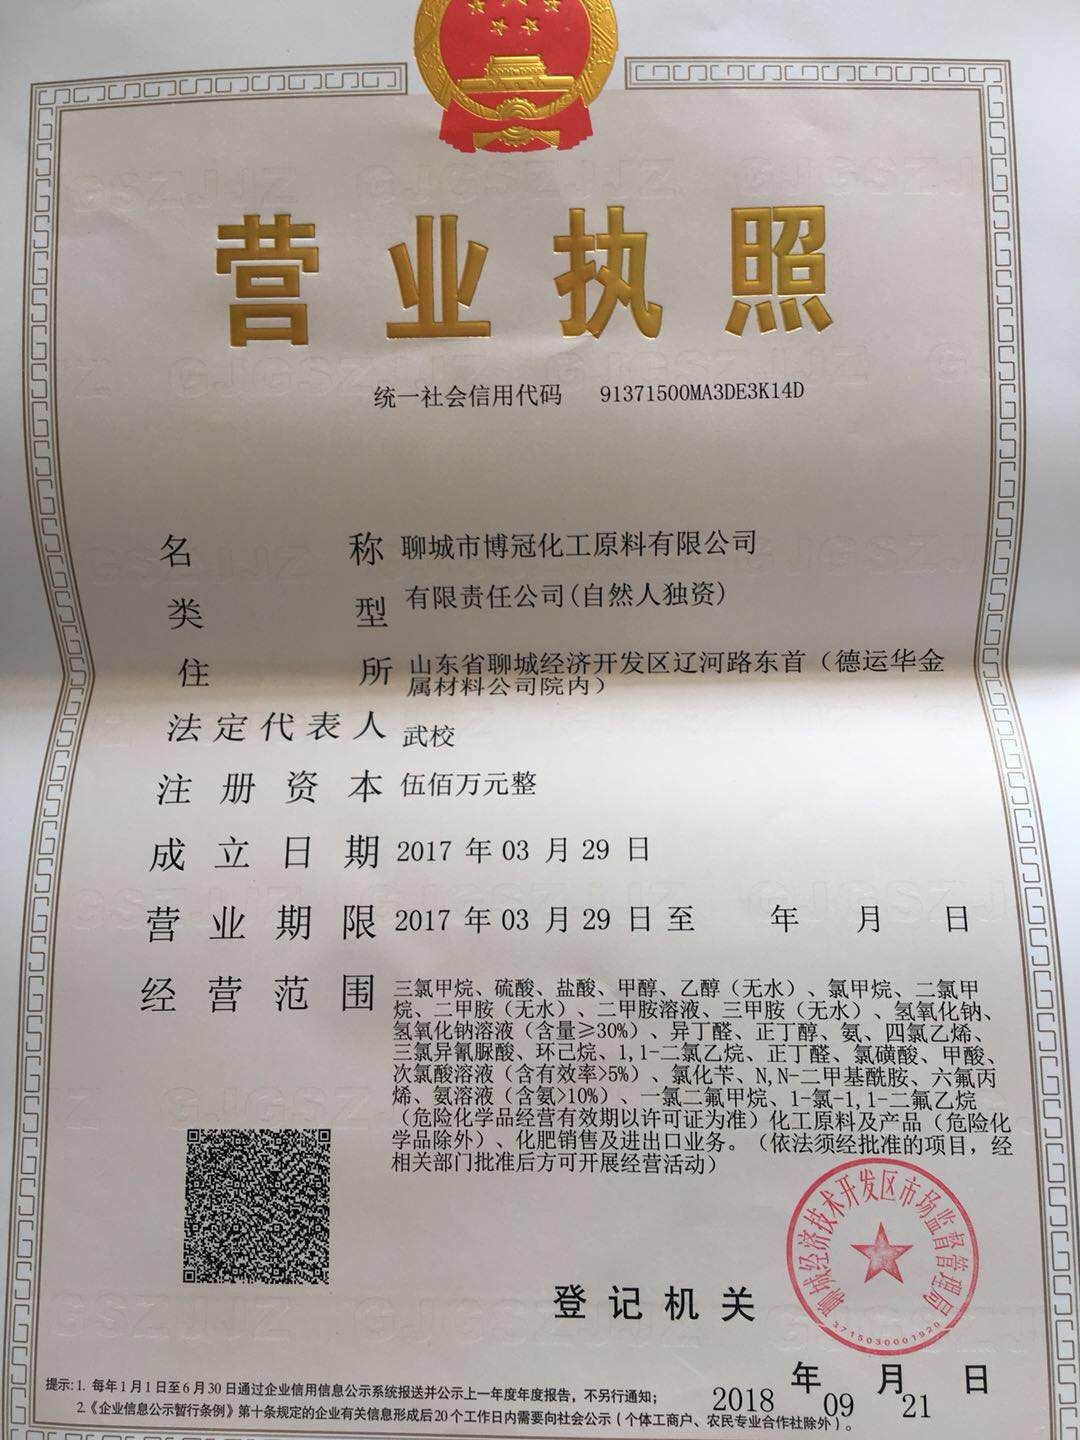 营业执照
统一社会信用代码 91371500MA3DE3K14D
名称 聊城市博冠化工原料有限公司
类型 有限责任公司(自然人独资)
住所 山东省聊城经济开发区辽河路东首（德运华金
属材料公司院内）
法定代表人 武校
注册资本 伍佰万元整
成立日期 2017 年 03 月 29 日
营业期限 2017 年 03 月 29 日 至 年 月 日
经营范围 三氯甲烷、硫酸、盐酸、甲醇、乙醇（无水）、氯甲烷、二氯甲
烷、二甲胺（无水）、二甲胺溶液、三甲胺（无水）、氢氧化钠、
氢氧化钠溶液（含量≥30%）、异丁醛、正丁醇、氨、四氯乙烯、
三氯异氰脲酸、环己烷、1,1-二氯乙烷、正丁醛、氯磺酸、甲酸、
次氯酸溶液（含有效率>5%）、氯化苄、N,N-二甲基酰胺、六氟丙
烯、氨溶液（含氨>10%）、一氯二氟甲烷、1-氯-1,1-二氟乙烷
（危险化学品经营有效期以许可证为准）化工原料及产品（危险化
学品除外）、化肥销售及进出口业务。（依法须经批准的项目，经
相关部门批准后方可开展经营活动）
聊城经济技术开发区市场监督管理局
3715030001920
登记机关
年 月 日
2018 09 21
提示：1. 每年1月1日至6月30日通过企业信用信息公示系统报送并公示上一年度年度报告，不另行通知；
2.《企业信息公示暂行条例》第十条规定的企业有关信息形成后20个工作日内需要向社会公示（个体工商户、农民专业合作社除外）。
GJGSZJJZ